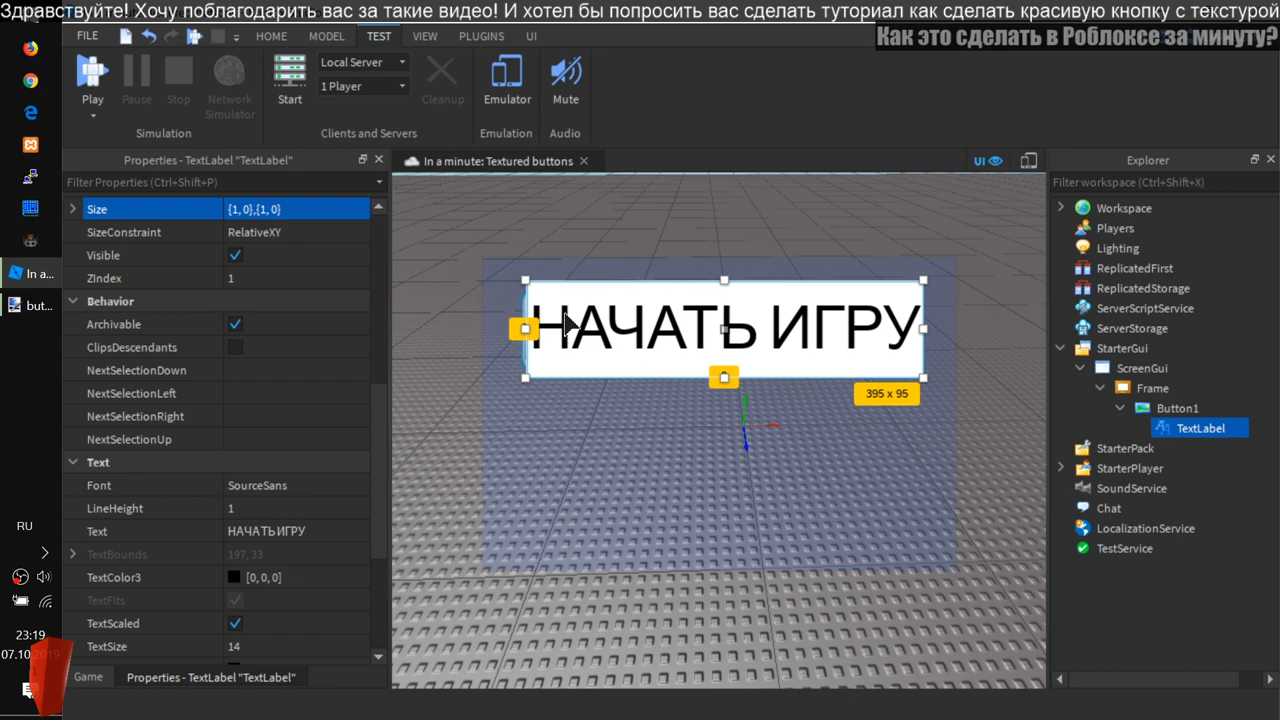 Здравствуйте! Хочу поблагодарить вас за такие видео! И хотел бы попросить вас сделать туториал как сделать красивую кнопку с текстурой
Как это сделать в Роблоксе за минуту?
FILE HOME MODEL TEST VIEW PLUGINS UI
Play Pause Stop Network Simulator
Simulation
Local Server
1 Player
Start Cleanup
Clients and Servers
Emulator
Emulation
Mute
Audio
Properties - TextLabel "TextLabel"
Filter Properties (Ctrl+Shift+P)
Size {1, 0},{1, 0}
SizeConstraint RelativeXY
Visible
ZIndex 1
Behavior
Archivable
ClipsDescendants
NextSelectionDown
NextSelectionLeft
NextSelectionRight
NextSelectionUp
Text
Font SourceSans
LineHeight 1
Text НАЧАТЬ ИГРУ
TextBounds 197, 33
TextColor3 [0, 0, 0]
TextFits
TextScaled
TextSize 14
Game Properties - TextLabel "TextLabel"
In a minute: Textured buttons
UI
НАЧАТЬ ИГРУ
395 x 95
Explorer
Filter workspace (Ctrl+Shift+X)
Workspace
Players
Lighting
ReplicatedFirst
ReplicatedStorage
ServerScriptService
ServerStorage
StarterGui
ScreenGui
Frame
Button1
TextLabel
StarterPack
StarterPlayer
SoundService
Chat
LocalizationService
TestService
In a...
but...
RU
23:19